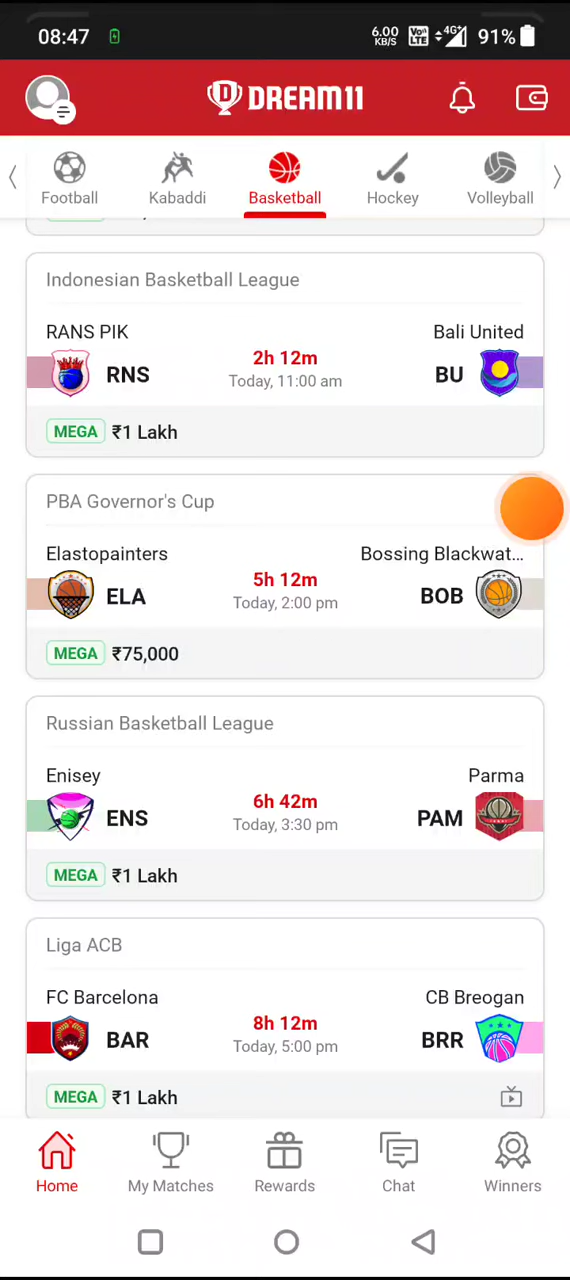 08:47
6.00 KB/S Vo)) LTE 4G+ 91%
DREAM11
Football Kabaddi Basketball Hockey Volleyball
Indonesian Basketball League
RANS PIK Bali United
RNS 2h 12m BU
Today, 11:00 am
MEGA ₹1 Lakh
PBA Governor's Cup
Elastopainters Bossing Blackwat...
ELA 5h 12m BOB
Today, 2:00 pm
MEGA ₹75,000
Russian Basketball League
Enisey Parma
ENS 6h 42m PAM
Today, 3:30 pm
MEGA ₹1 Lakh
Liga ACB
FC Barcelona CB Breogan
BAR 8h 12m BRR
Today, 5:00 pm
MEGA ₹1 Lakh
Home My Matches Rewards Chat Winners